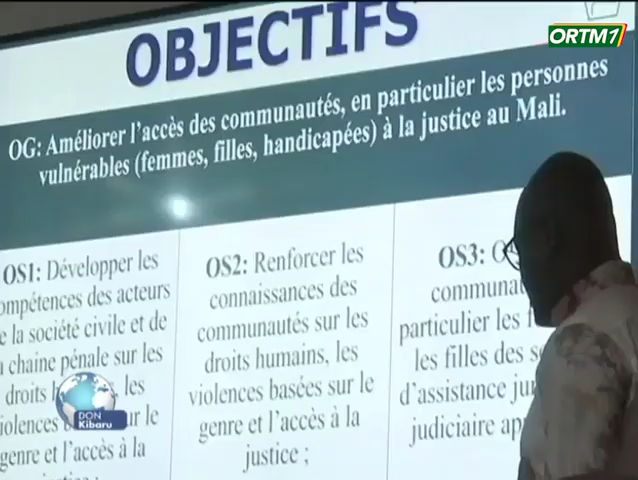 OBJECTIFS
ORTM1
OG: Améliorer l'accès des communautés, en particulier les personnes
vulnérables (femmes, filles, handicapées) à la justice au Mali.
OS1: Développer les
compétences des acteurs
la société civile et de
chaine pénale sur les
droits les
ur le
genre et l'accès à la
OS2: Renforcer les
connaissances des
communautés sur les
droits humains, les
violences basées sur le
genre et l'accès à la
justice ;
OS3:
communa
particulier les
les filles des
d'assistance ju
judiciaire ap
DON
Kibaru